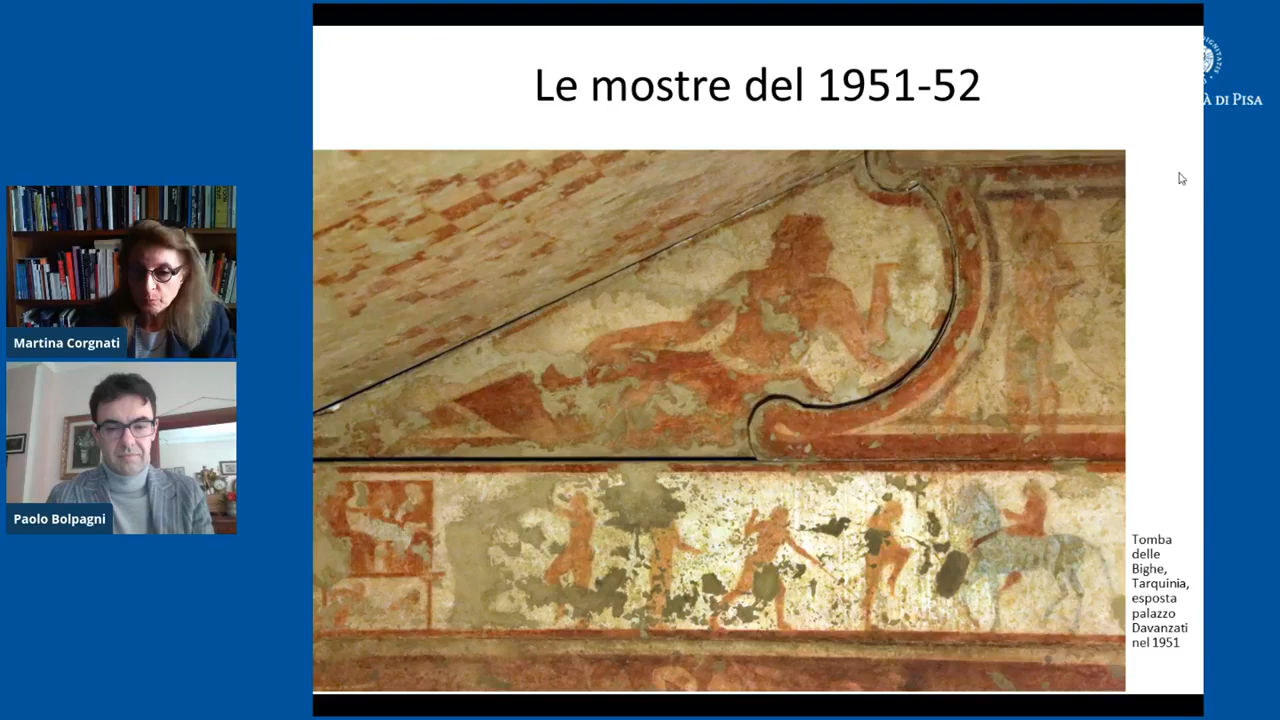 Le mostre del 1951-52
À DI PISA
Martina Corgnati
Paolo Bolpagni
Tomba
delle
Bighe,
Tarquinia,
esposta
palazzo
Davanzati
nel 1951